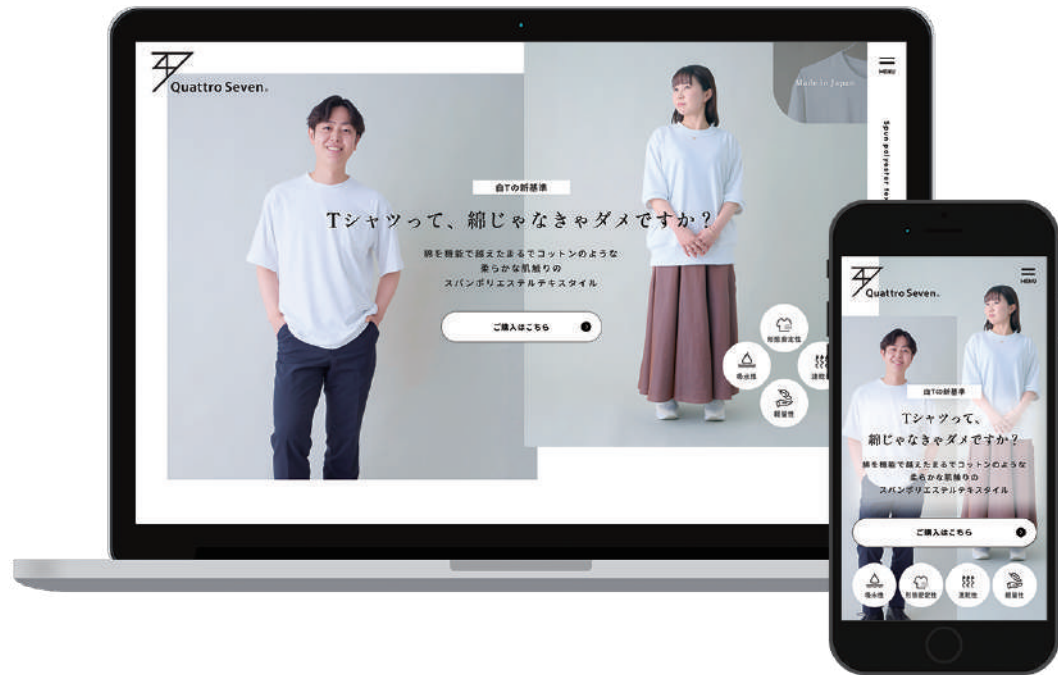 Quattro Seven.
Made in Japan
MENU
白Tの新基準
Tシャツって、綿じゃなきゃダメですか？
綿を機能で越えたまるでコットンのような
柔らかな肌触りの
スパンポリエステルテキスタイル
ご購入はこちら
形態安定性
吸水性
速乾
軽量性
Spun polyester te
Quattro Seven.
MENU
白Tの新基準
Tシャツって、
綿じゃなきゃダメですか？
綿を機能で越えたまるでコットンのような
柔らかな肌触りの
スパンポリエステルテキスタイル
ご購入はこちら
吸水性
形態安定性
速乾性
軽量性